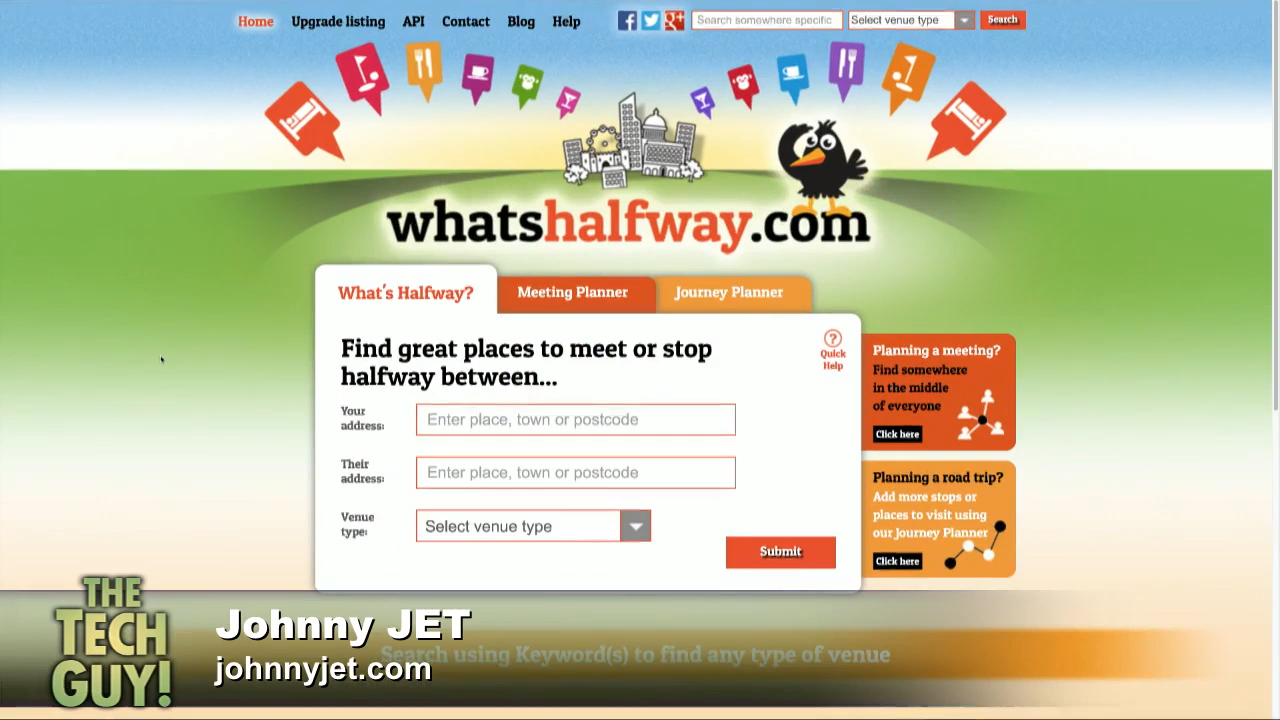 Home Upgrade listing API Contact Blog Help
Search somewhere specific
Select venue type
Search
whatshalfway.com
What's Halfway?
Meeting Planner
Journey Planner
Find great places to meet or stop
halfway between...
Quick
Help
Your
address:
Enter place, town or postcode
Their
address:
Enter place, town or postcode
Venue
type:
Select venue type
Submit
Planning a meeting?
Find somewhere
in the middle
of everyone
Click here
Planning a road trip?
Add more stops or
places to visit using
our Journey Planner
Click here
Search using Keyword(s) to find any type of venue
THE
TECH
GUY!
Johnny JET
johnnyjet.com